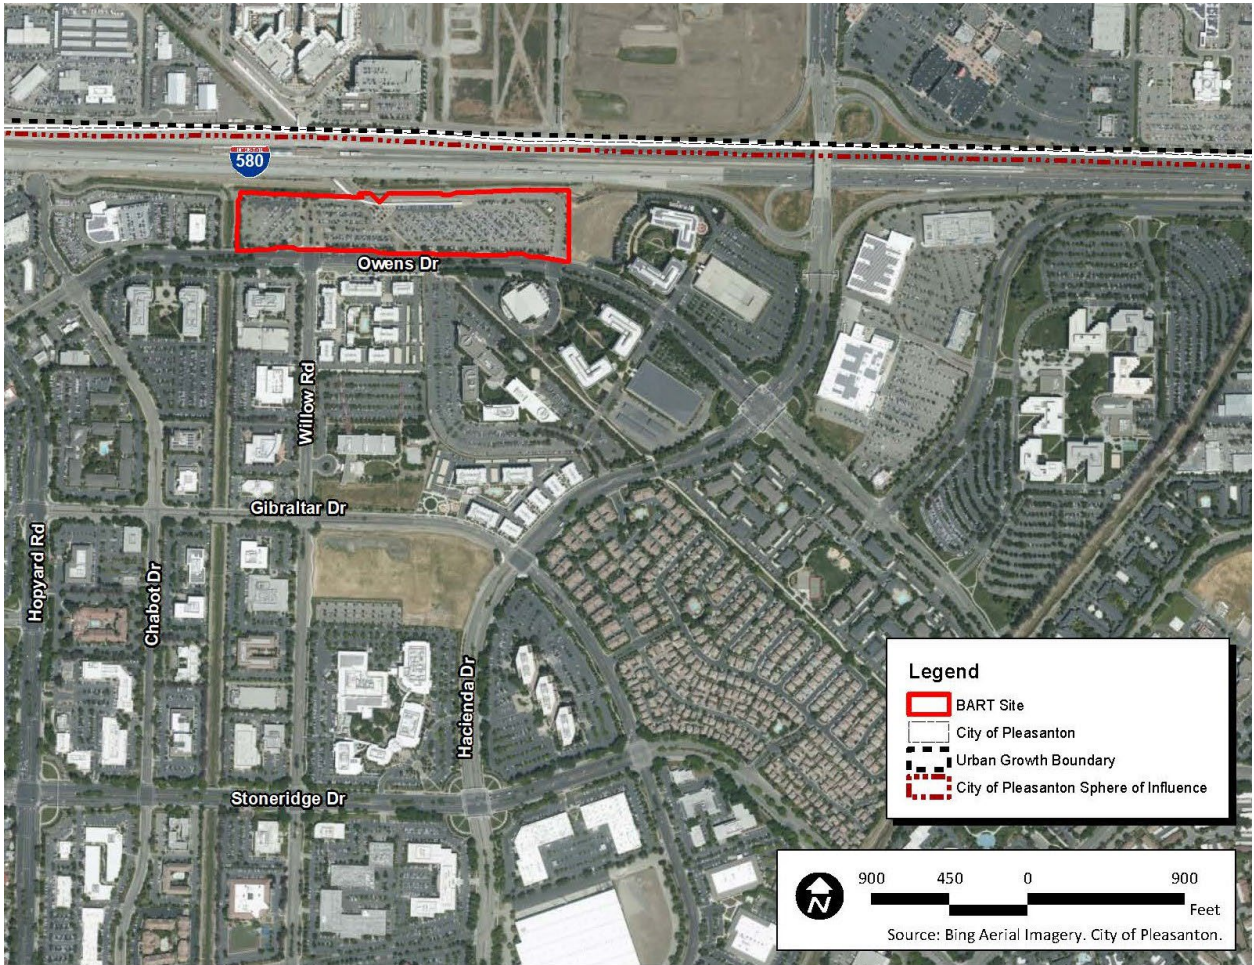 580
Owens Dr
Willow Rd
Gibraltar Dr
Hopyard Rd
Chabot Dr
Hacienda Dr
Stoneridge Dr
Legend
BART Site
City of Pleasanton
Urban Growth Boundary
City of Pleasanton Sphere of Influence
N
900 450 0 900
Feet
Source: Bing Aerial Imagery. City of Pleasanton.